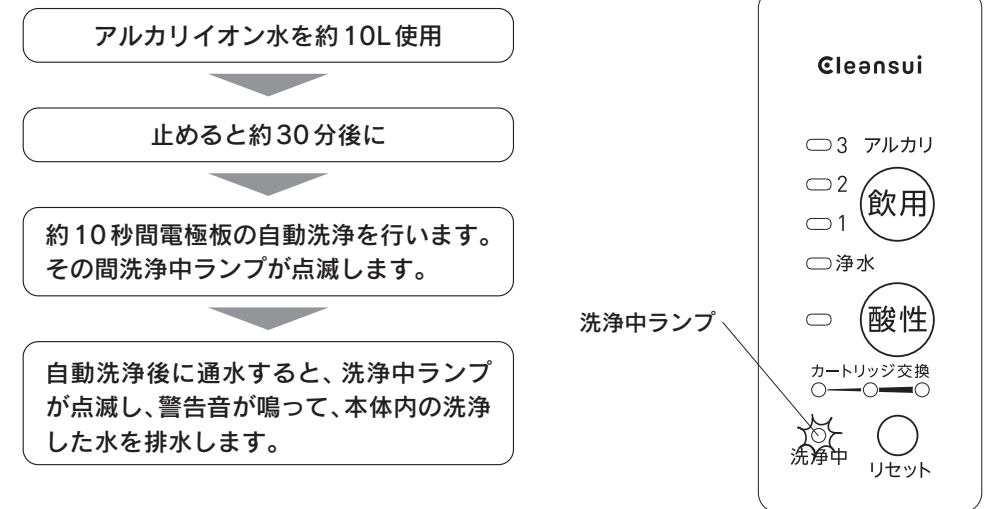 アルカリイオン水を約10L使用
止めると約30分後に
約10秒間電極板の自動洗浄を行います。
その間洗浄中ランプが点滅します。
自動洗浄後に通水すると、洗浄中ランプ
が点滅し、警告音が鳴って、本体内の洗浄
した水を排水します。
洗浄中ランプ
Cleansui
3 アルカリ
2
飲用
1
浄水
酸性
カートリッジ交換
洗浄中
リセット